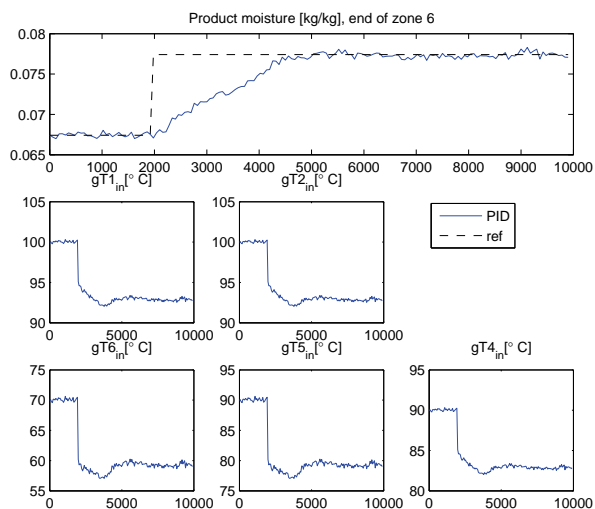 Product moisture [kg/kg], end of zone 6
0.08
0.07
0.065
0 1000 2000 3000 4000 5000 6000 7000 8000 9000 10000
gT1in[° C]
105
100
95
90
0 5000 10000
gT2in[° C]
105
100
95
90
0 5000 10000
PID
ref
gT6in[° C]
75
70
65
60
55
0 5000 10000
gT5in[° C]
95
90
85
80
75
0 5000 10000
gT4in[° C]
95
90
85
80
0 5000 10000